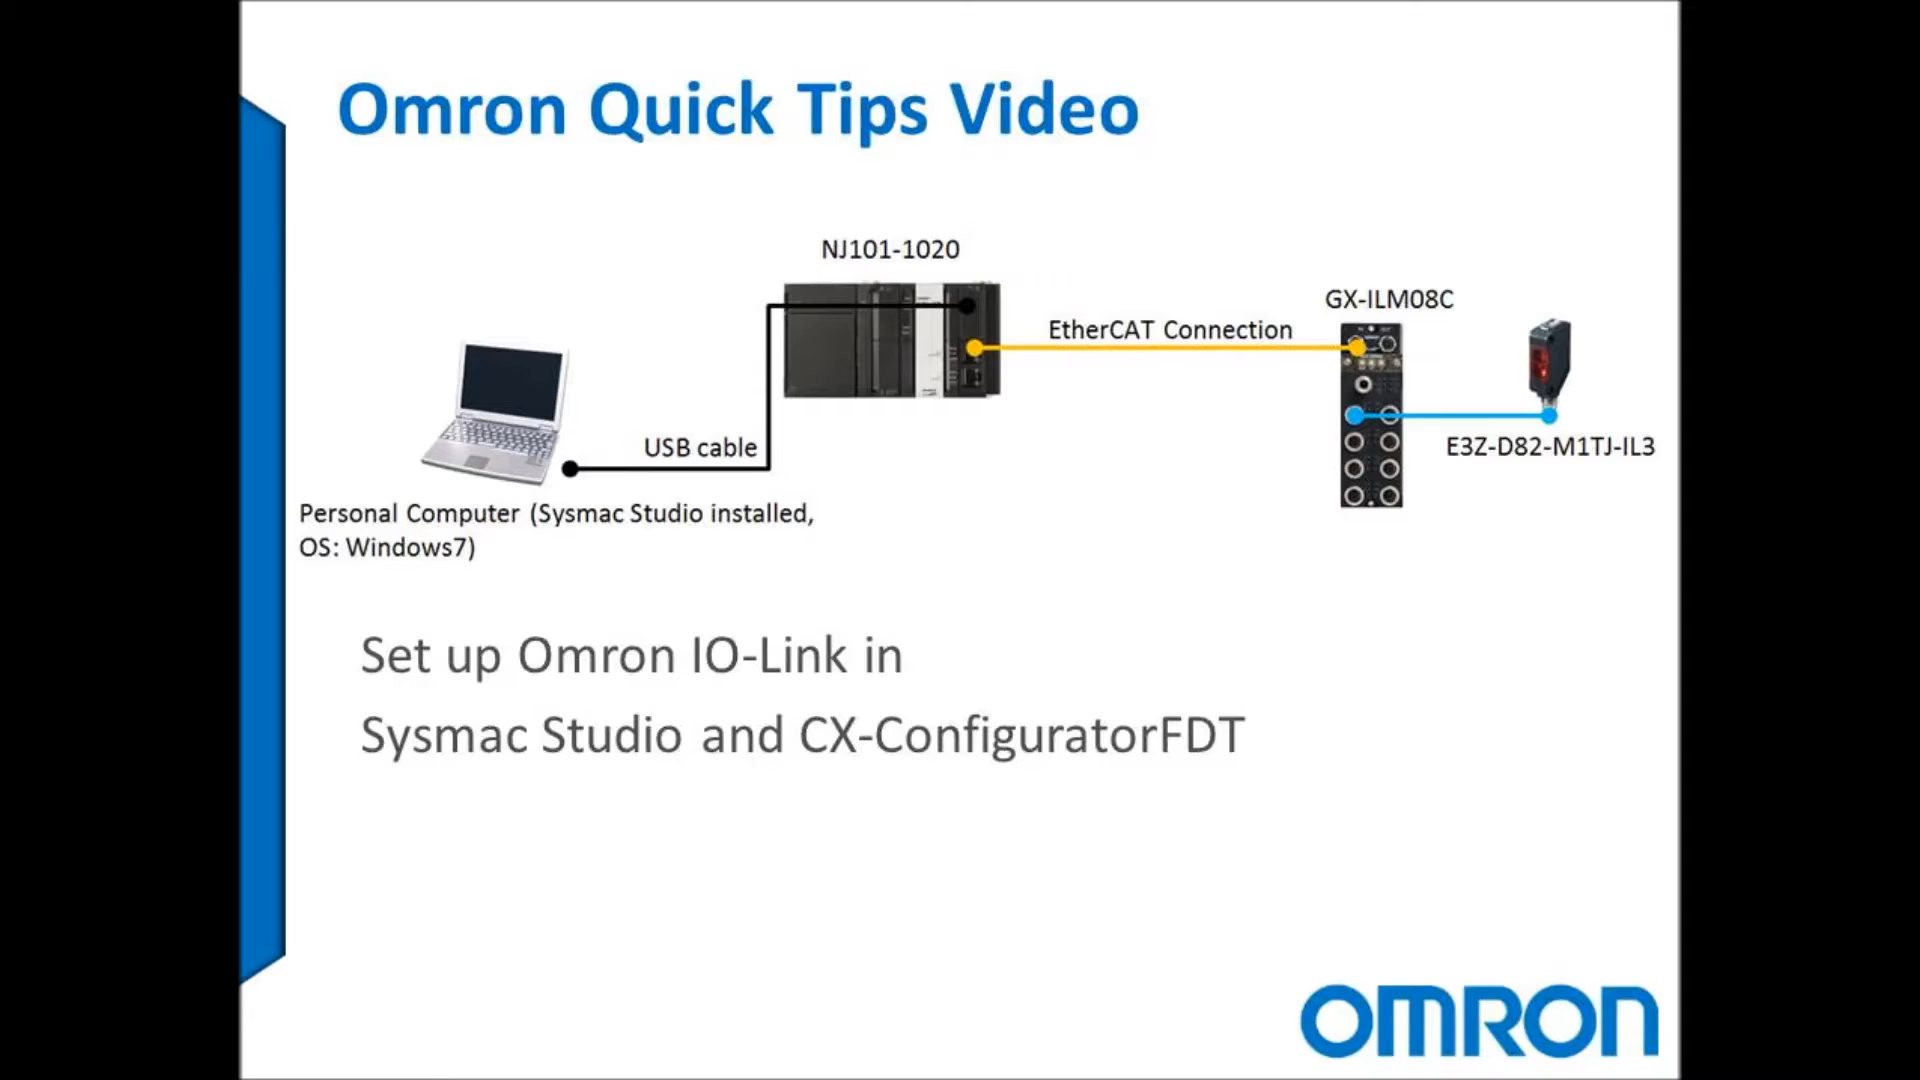 Omron Quick Tips Video
NJ101-1020
GX-ILM08C
EtherCAT Connection
USB cable
E3Z-D82-M1TJ-IL3
Personal Computer (Sysmac Studio installed,
OS: Windows7)
Set up Omron IO-Link in
Sysmac Studio and CX-ConfiguratorFDT
OMRON